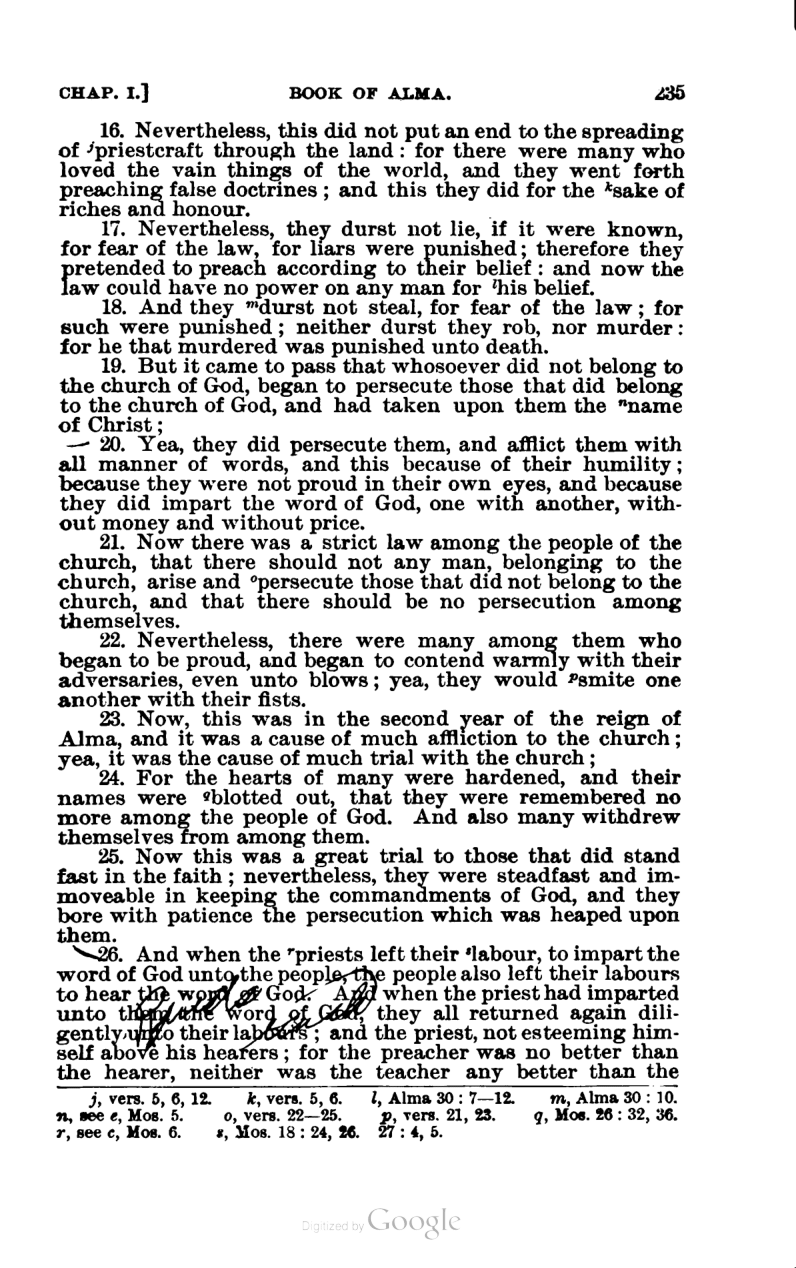 CHAP. I.] BOOK OF ALMA. 235
16. Nevertheless, this did not put an end to the spreading
of jpriestcraft through the land : for there were many who
loved the vain things of the world, and they went forth
preaching false doctrines ; and this they did for the ksake of
riches and honour.
17. Nevertheless, they durst not lie, if it were known,
for fear of the law, for liars were punished ; therefore they
pretended to preach according to their belief : and now the
law could have no power on any man for lhis belief.
18. And they mdurst not steal, for fear of the law ; for
such were punished ; neither durst they rob, nor murder :
for he that murdered was punished unto death.
19. But it came to pass that whosoever did not belong to
the church of God, began to persecute those that did belong
to the church of God, and had taken upon them the nname
of Christ ;
— 20. Yea, they did persecute them, and afflict them with
all manner of words, and this because of their humility ;
because they were not proud in their own eyes, and because
they did impart the word of God, one with another, with-
out money and without price.
21. Now there was a strict law among the people of the
church, that there should not any man, belonging to the
church, arise and opersecute those that did not belong to the
church, and that there should be no persecution among
themselves.
22. Nevertheless, there were many among them who
began to be proud, and began to contend warmly with their
adversaries, even unto blows ; yea, they would psmite one
another with their fists.
23. Now, this was in the second year of the reign of
Alma, and it was a cause of much affliction to the church ;
yea, it was the cause of much trial with the church ;
24. For the hearts of many were hardened, and their
names were qblotted out, that they were remembered no
more among the people of God. And also many withdrew
themselves from among them.
25. Now this was a great trial to those that did stand
fast in the faith ; nevertheless, they were steadfast and im-
moveable in keeping the commandments of God, and they
bore with patience the persecution which was heaped upon
them.
26. And when the rpriests left their slabour, to impart the
word of God unto the people, the people also left their labours
to hear the word of God. And when the priest had imparted
unto them the word of God, they all returned again dili-
gently unto their labours ; and the priest, not esteeming him-
self above his hearers ; for the preacher was no better than
the hearer, neither was the teacher any better than the
j, vers. 5, 6, 12. k, vers. 5, 6. l, Alma 30 : 7—12. m, Alma 30 : 10.
n, see e, Mos. 5. o, vers. 22—25. p, vers. 21, 23. q, Mos. 26 : 32, 36.
r, see c, Mos. 6. s, Mos. 18 : 24, 26. 27 : 4, 5.
Digitized by Google